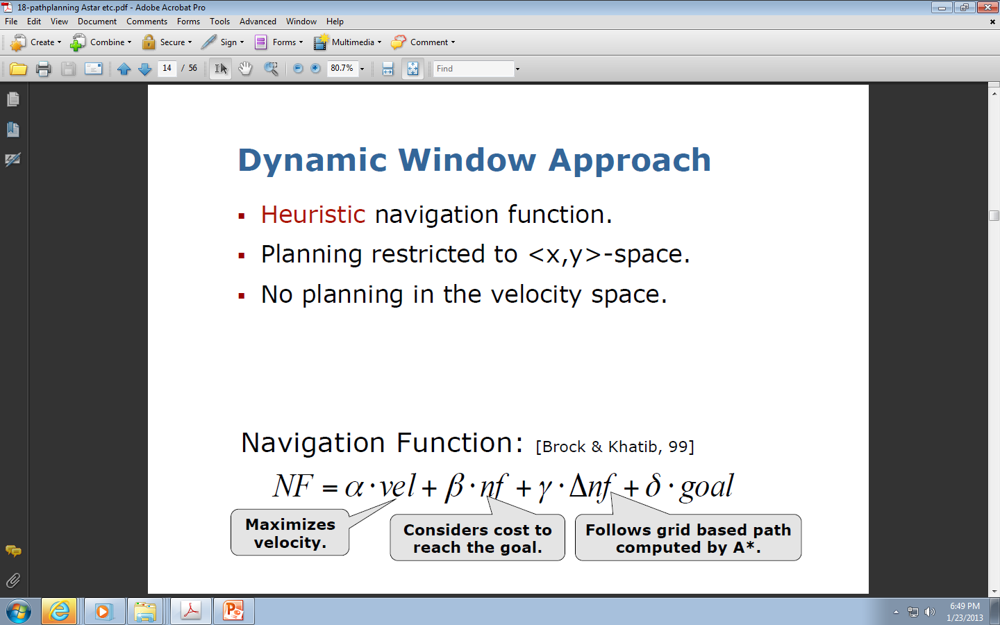 18-pathplanning Astar etc.pdf - Adobe Acrobat Pro
File Edit View Document Comments Forms Tools Advanced Window Help
Create Combine Secure Sign Forms Multimedia Comment
14 / 56 80.7% Find
Dynamic Window Approach
▪ Heuristic navigation function.
▪ Planning restricted to <x,y>-space.
▪ No planning in the velocity space.
Navigation Function: [Brock & Khatib, 99]
NF = α · vel + β · nf + γ · Δnf + δ · goal
Maximizes
velocity.
Considers cost to
reach the goal.
Follows grid based path
computed by A*.
6:49 PM
1/23/2013